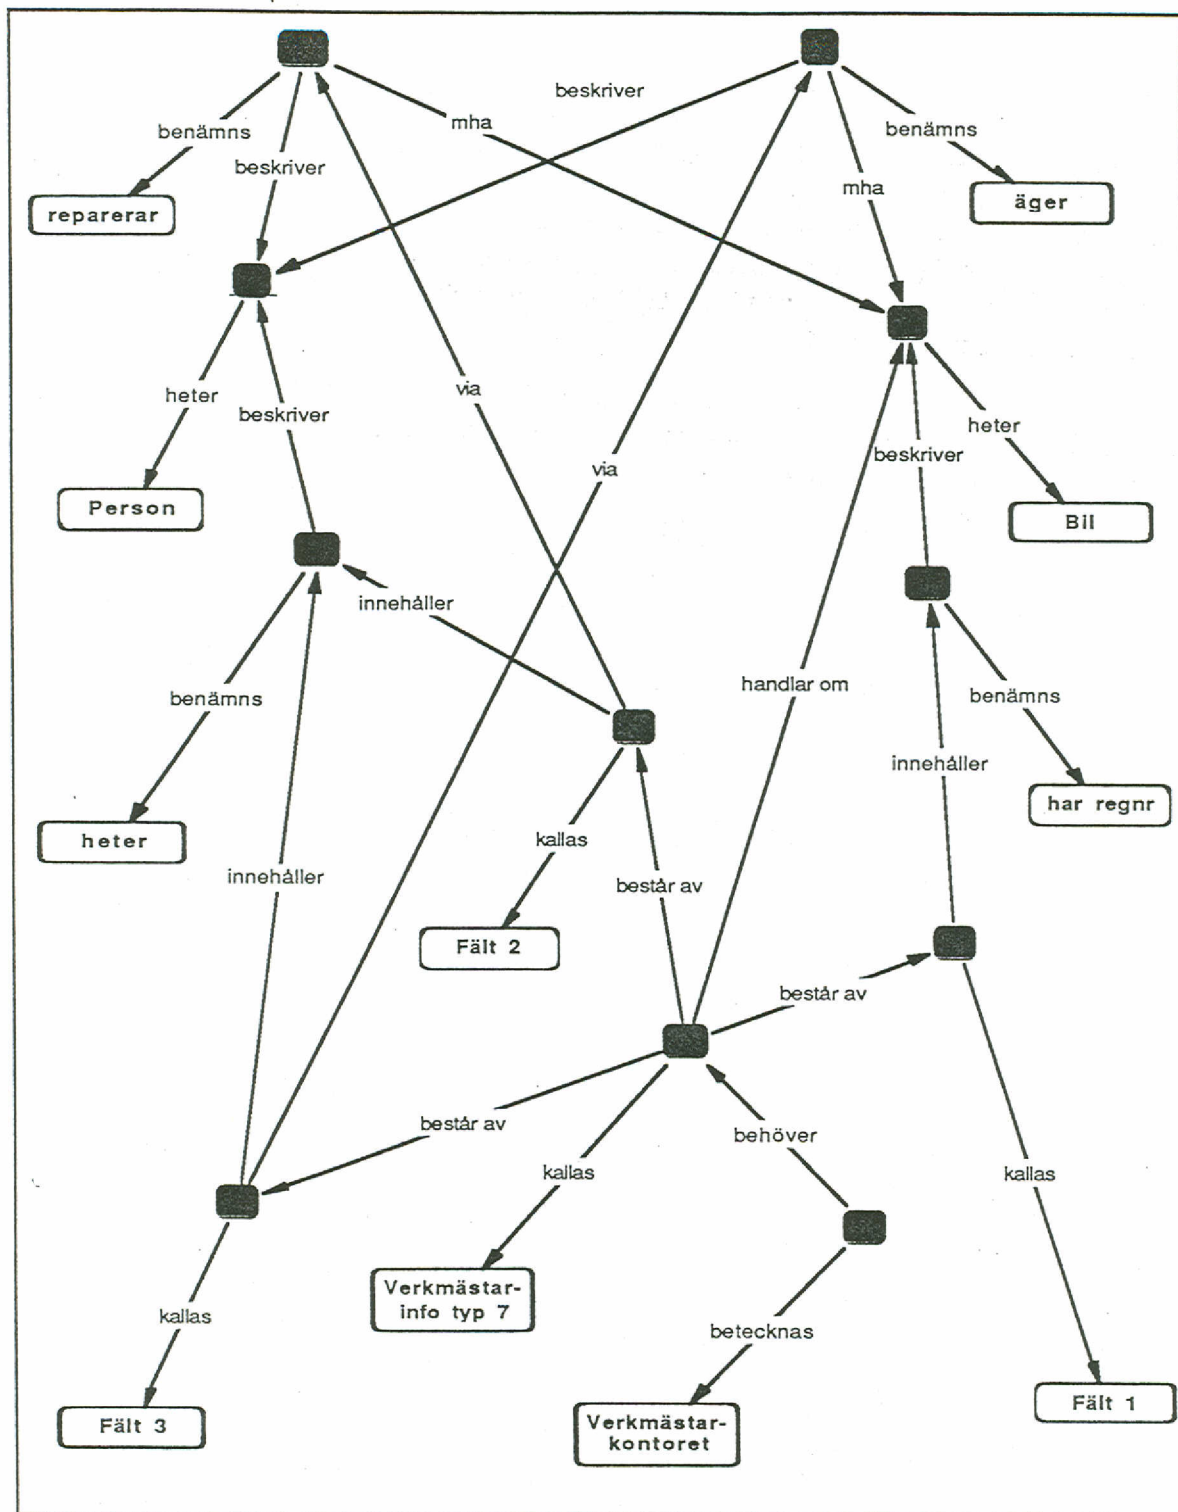 beskriver
mha
benämns
benämns
beskriver
mha
reparerar
äger
via
heter
beskriver
heter
beskriver
via
Person
Bil
innehåller
handlar om
benämns
benämns
innehåller
har regnr
heter
kallas
innehåller
består av
Fält 2
består av
består av
behöver
kallas
kallas
Verkmästar-
info typ 7
kallas
betecknas
Fält 3
Verkmästar-
kontoret
Fält 1